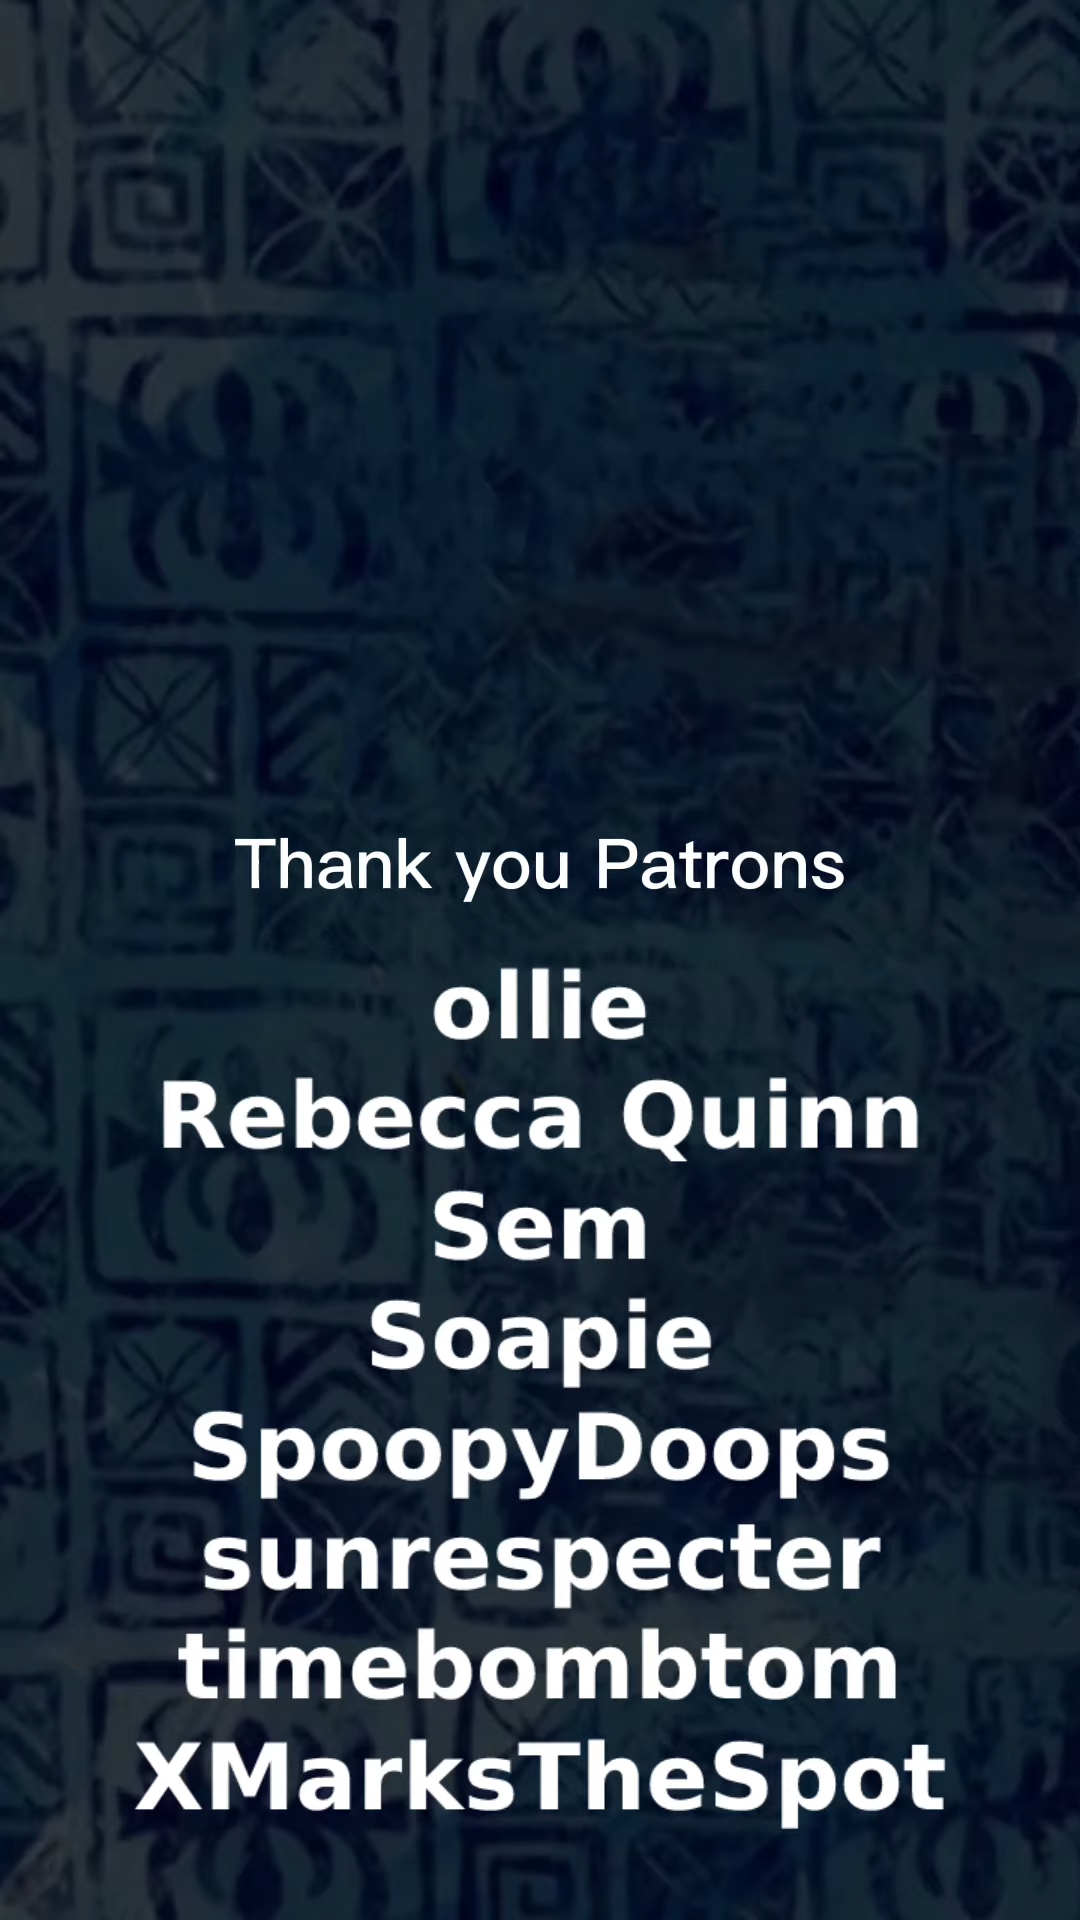 Thank you Patrons
ollie
Rebecca Quinn
Sem
Soapie
SpoopyDoops
sunrespecter
timebombtom
XMarksTheSpot